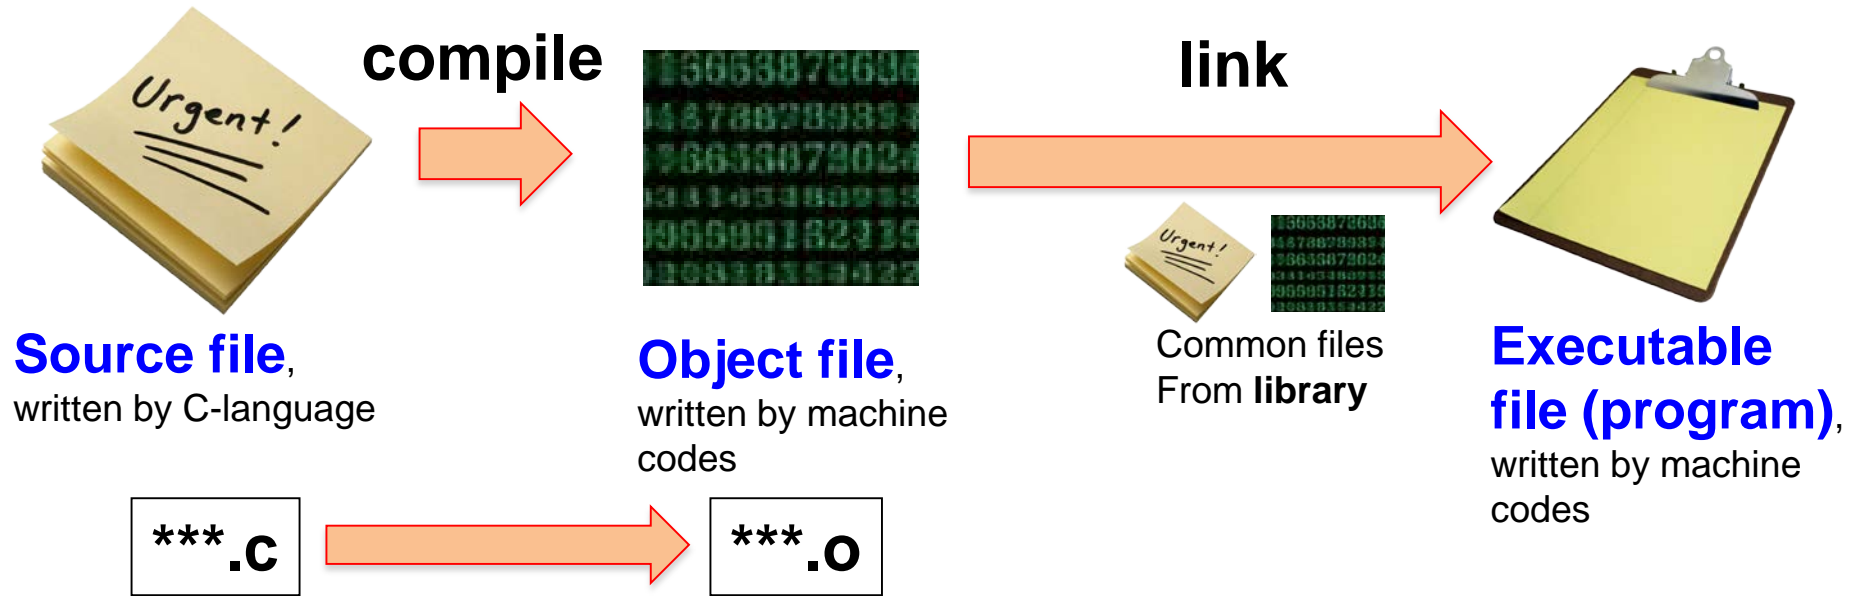 compile
link
Urgent!
Urgent!
Source file,
written by C-language
Object file,
written by machine
codes
Common files
From library
Executable
file (program),
written by machine
codes
***.c
***.o